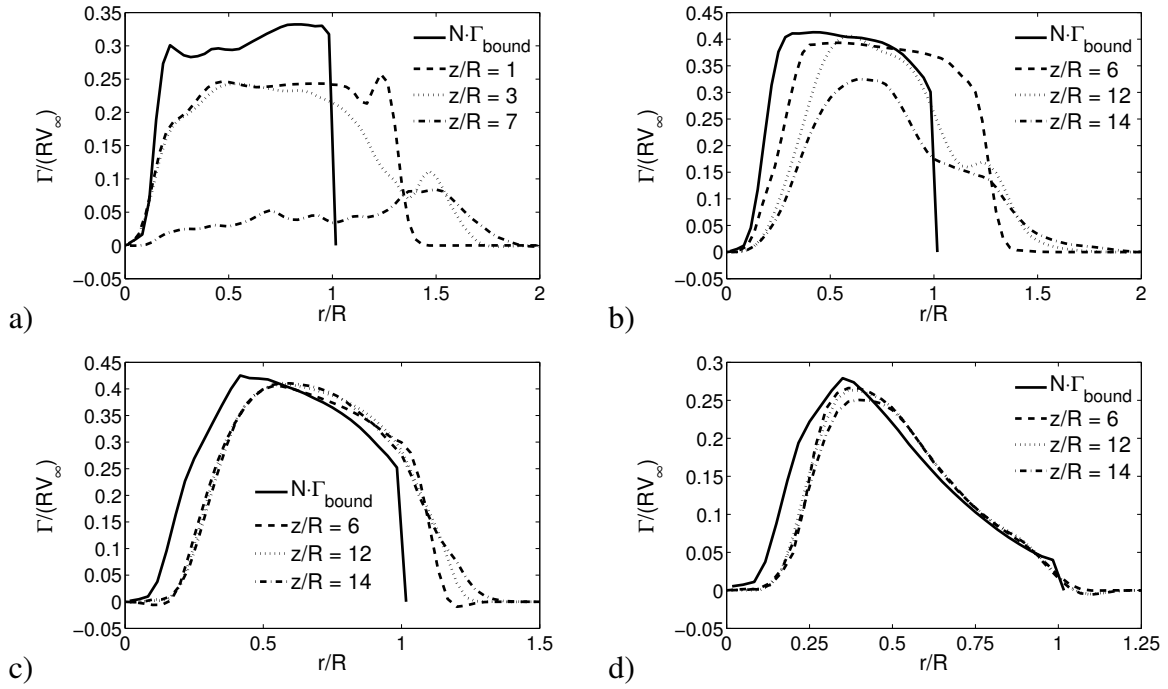 0.35
0.3
0.25
0.2
0.15
0.1
0.05
0
−0.05
Γ/(RV∞)
N·Γbound
z/R = 1
z/R = 3
z/R = 7
0 0.5 1 1.5 2
r/R
a)
0.45
0.4
0.35
0.3
0.25
0.2
0.15
0.1
0.05
0
−0.05
Γ/(RV∞)
N·Γbound
z/R = 6
z/R = 12
z/R = 14
0 0.5 1 1.5 2
r/R
b)
0.45
0.4
0.35
0.3
0.25
0.2
0.15
0.1
0.05
0
−0.05
Γ/(RV∞)
N·Γbound
z/R = 6
z/R = 12
z/R = 14
0 0.5 1 1.5
r/R
c)
0.3
0.25
0.2
0.15
0.1
0.05
0
−0.05
Γ/(RV∞)
N·Γbound
z/R = 6
z/R = 12
z/R = 14
0 0.25 0.5 0.75 1 1.25
r/R
d)